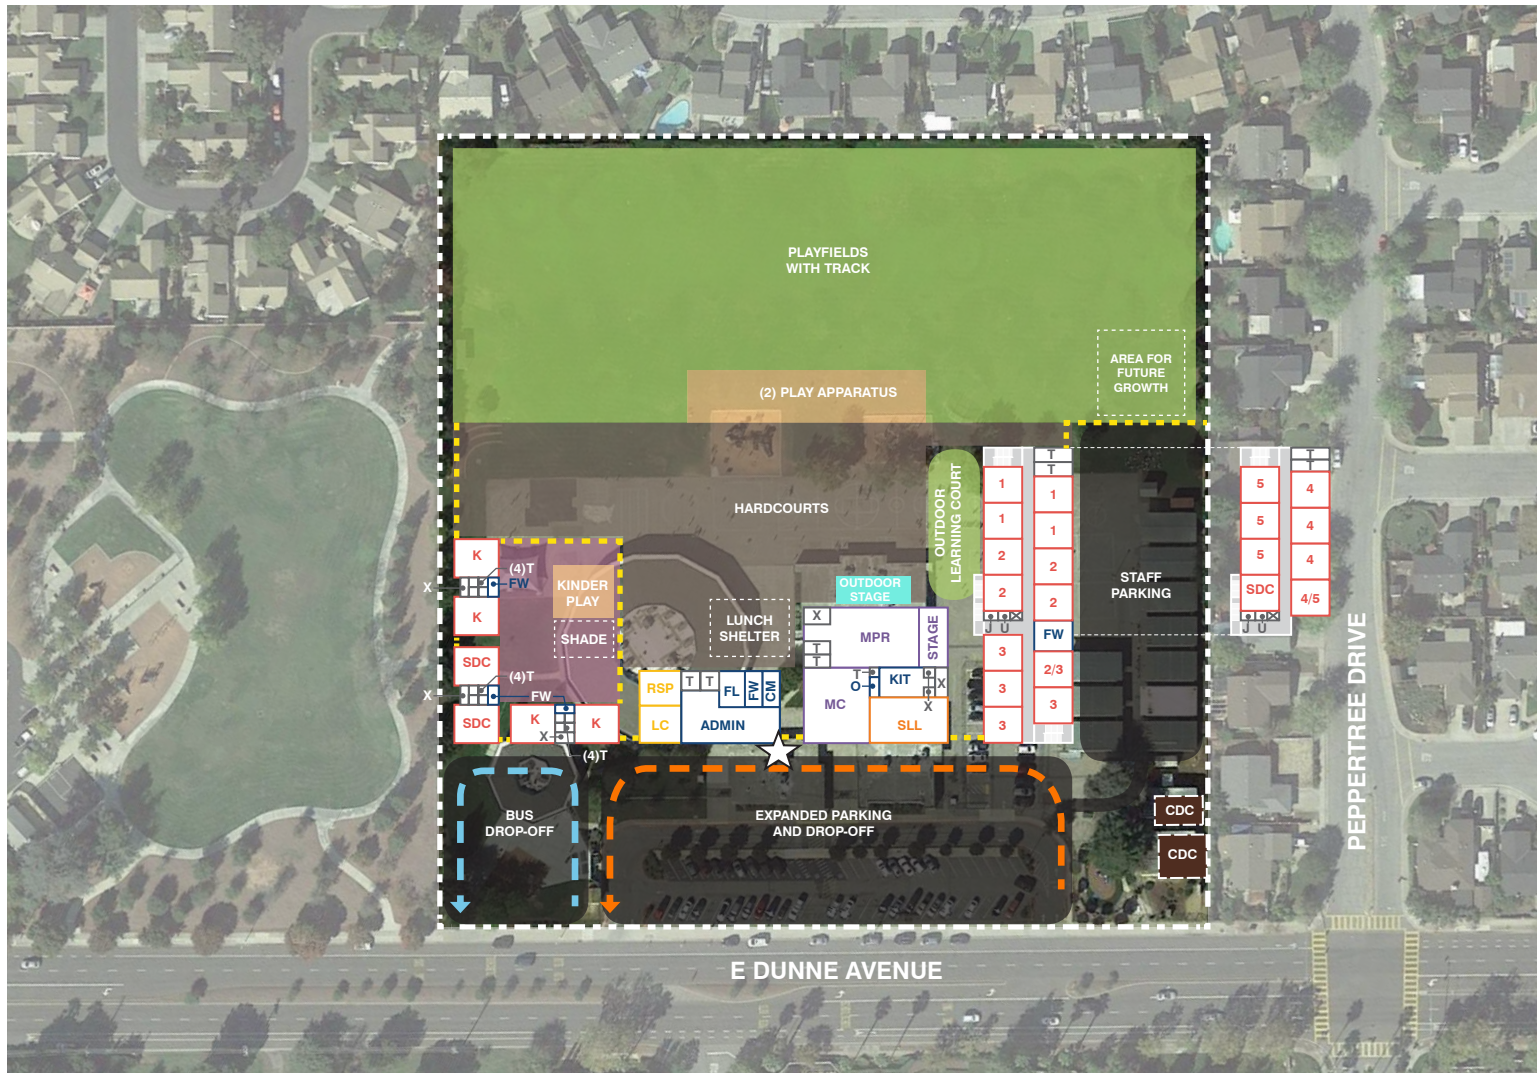 PLAYFIELDS
WITH TRACK
AREA FOR
FUTURE
GROWTH
(2) PLAY APPARATUS
HARDCOURTS
OUTDOOR
LEARNING COURT
STAFF
PARKING
T
T
1
1
1
1
2
2
2
2
J
U
FW
3
2/3
3
3
3
T
T
5
4
5
4
5
4
SDC
4/5
J
U
K
(4)T
X
FW
K
SDC
(4)T
X
FW
SDC
K
K
X
(4)T
KINDER
PLAY
SHADE
LUNCH
SHELTER
OUTDOOR
STAGE
X
MPR
STAGE
T
T
T
O
KIT
X
X
MC
SLL
RSP
T
T
FL
FW
CM
LC
ADMIN
BUS
DROP-OFF
EXPANDED PARKING
AND DROP-OFF
CDC
CDC
PEPPERTREE DRIVE
E DUNNE AVENUE